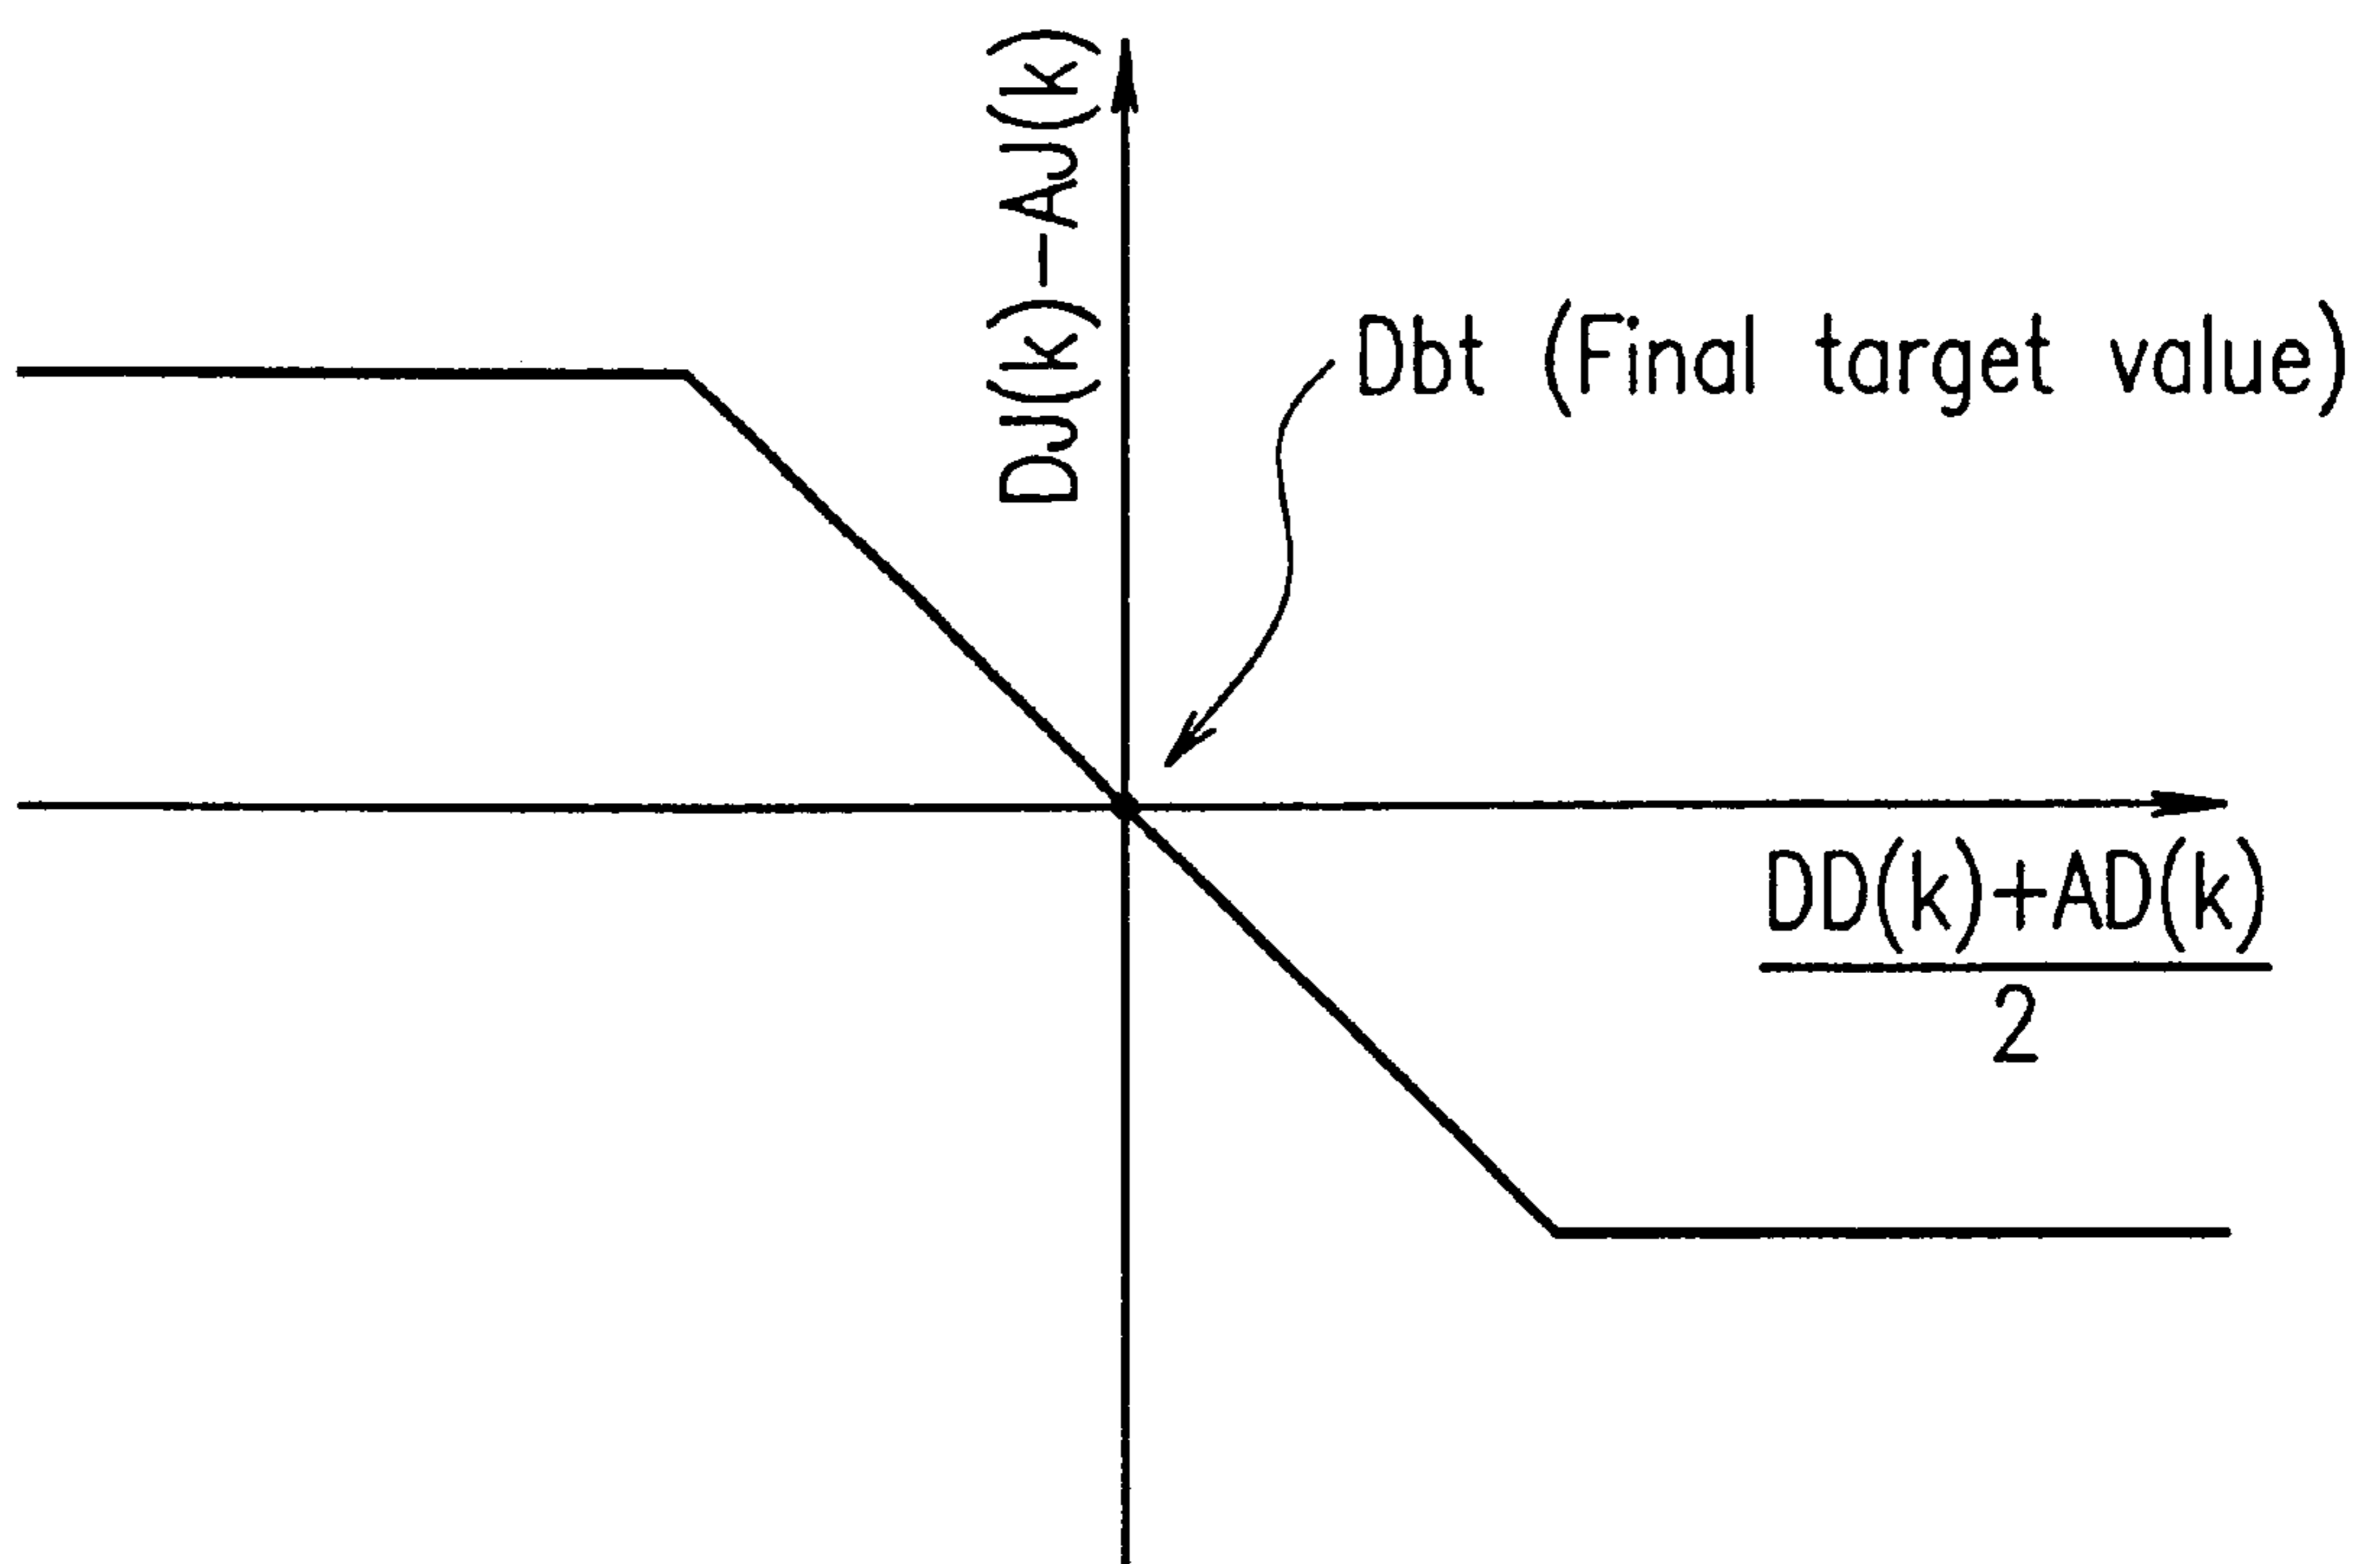 DJ(k)-AJ(k)
Dbt (Final target value)
DD(k)+AD(k)
2